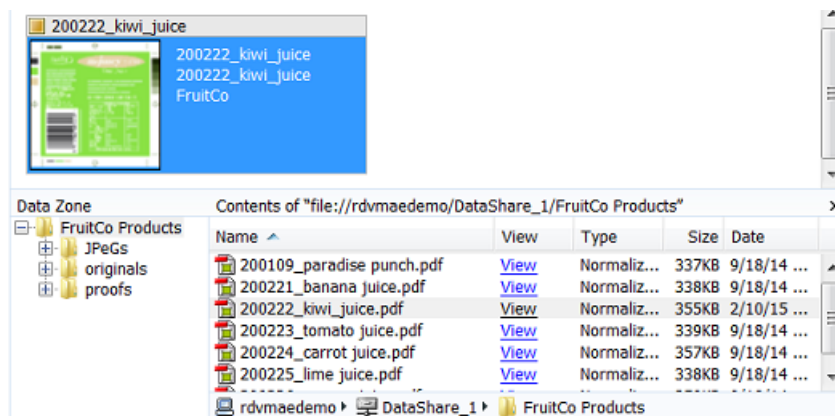 200222_kiwi_juice
200222_kiwi_juice
200222_kiwi_juice
FruitCo
Data Zone
Contents of "file://rdvmaedemo/DataShare_1/FruitCo Products"
FruitCo Products
JPeGs
originals
proofs
Name View Type Size Date
200109_paradise punch.pdf View Normaliz... 337KB 9/18/14 ...
200221_banana juice.pdf View Normaliz... 338KB 9/18/14 ...
200222_kiwi_juice.pdf View Normaliz... 355KB 2/10/15 ...
200223_tomato juice.pdf View Normaliz... 339KB 9/18/14 ...
200224_carrot juice.pdf View Normaliz... 357KB 9/18/14 ...
200225_lime juice.pdf View Normaliz... 338KB 9/18/14 ...
rdvmaedemo DataShare_1 FruitCo Products